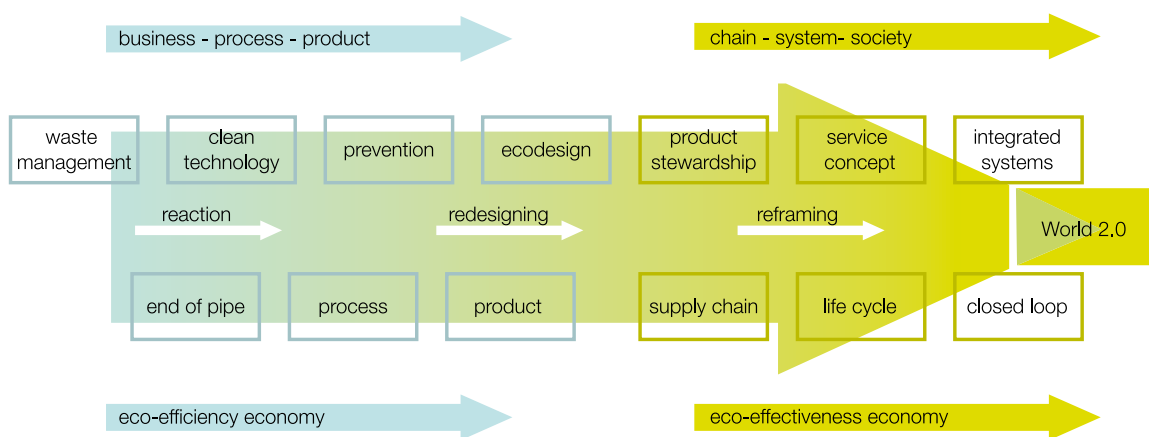 business - process - product
chain - system- society
waste
management
clean
technology
prevention
ecodesign
product
stewardship
service
concept
integrated
systems
reaction
redesigning
reframing
World 2.0
end of pipe
process
product
supply chain
life cycle
closed loop
eco-efficiency economy
eco-effectiveness economy